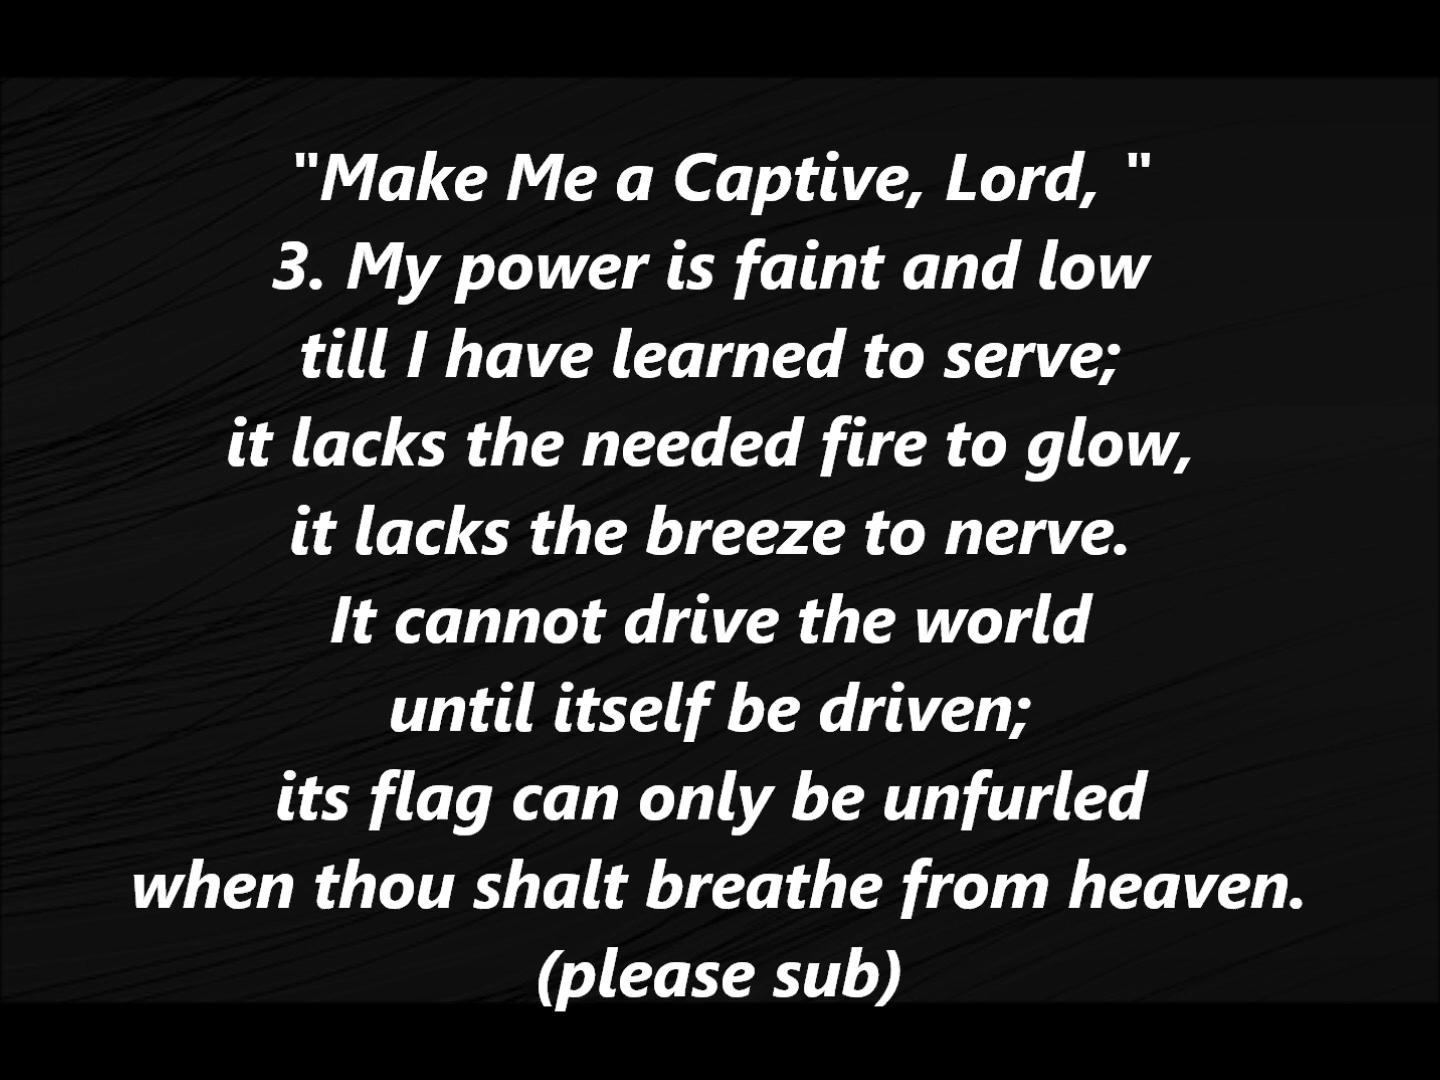 "Make Me a Captive, Lord, "
3. My power is faint and low
till I have learned to serve;
it lacks the needed fire to glow,
it lacks the breeze to nerve.
It cannot drive the world
until itself be driven;
its flag can only be unfurled
when thou shalt breathe from heaven.
(please sub)